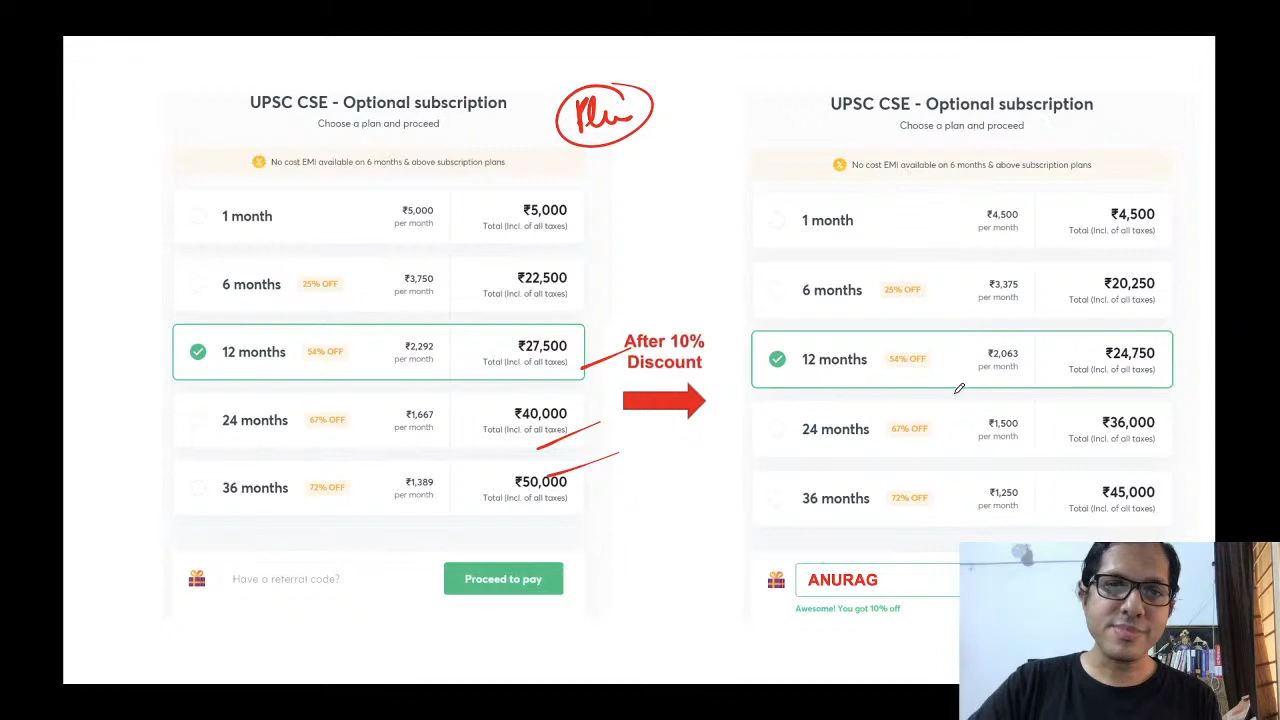 UPSC CSE - Optional subscription
Choose a plan and proceed
No cost EMI available on 6 months & above subscription plans
1 month ₹5,000 ₹5,000
per month Total (Incl. of all taxes)
6 months 25% OFF ₹3,750 ₹22,500
per month Total (Incl. of all taxes)
12 months 54% OFF ₹2,292 ₹27,500
per month Total (Incl. of all taxes)
24 months 67% OFF ₹1,667 ₹40,000
per month Total (Incl. of all taxes)
36 months 72% OFF ₹1,389 ₹50,000
per month Total (Incl. of all taxes)
Have a referral code? Proceed to pay
After 10%
Discount
UPSC CSE - Optional subscription
Choose a plan and proceed
No cost EMI available on 6 months & above subscription plans
1 month ₹4,500 ₹4,500
per month Total (Incl. of all taxes)
6 months 25% OFF ₹3,375 ₹20,250
per month Total (Incl. of all taxes)
12 months 54% OFF ₹2,063 ₹24,750
per month Total (Incl. of all taxes)
24 months 67% OFF ₹1,500 ₹36,000
per month Total (Incl. of all taxes)
36 months 72% OFF ₹1,250 ₹45,000
per month Total (Incl. of all taxes)
ANURAG
Awesome! You got 10% off